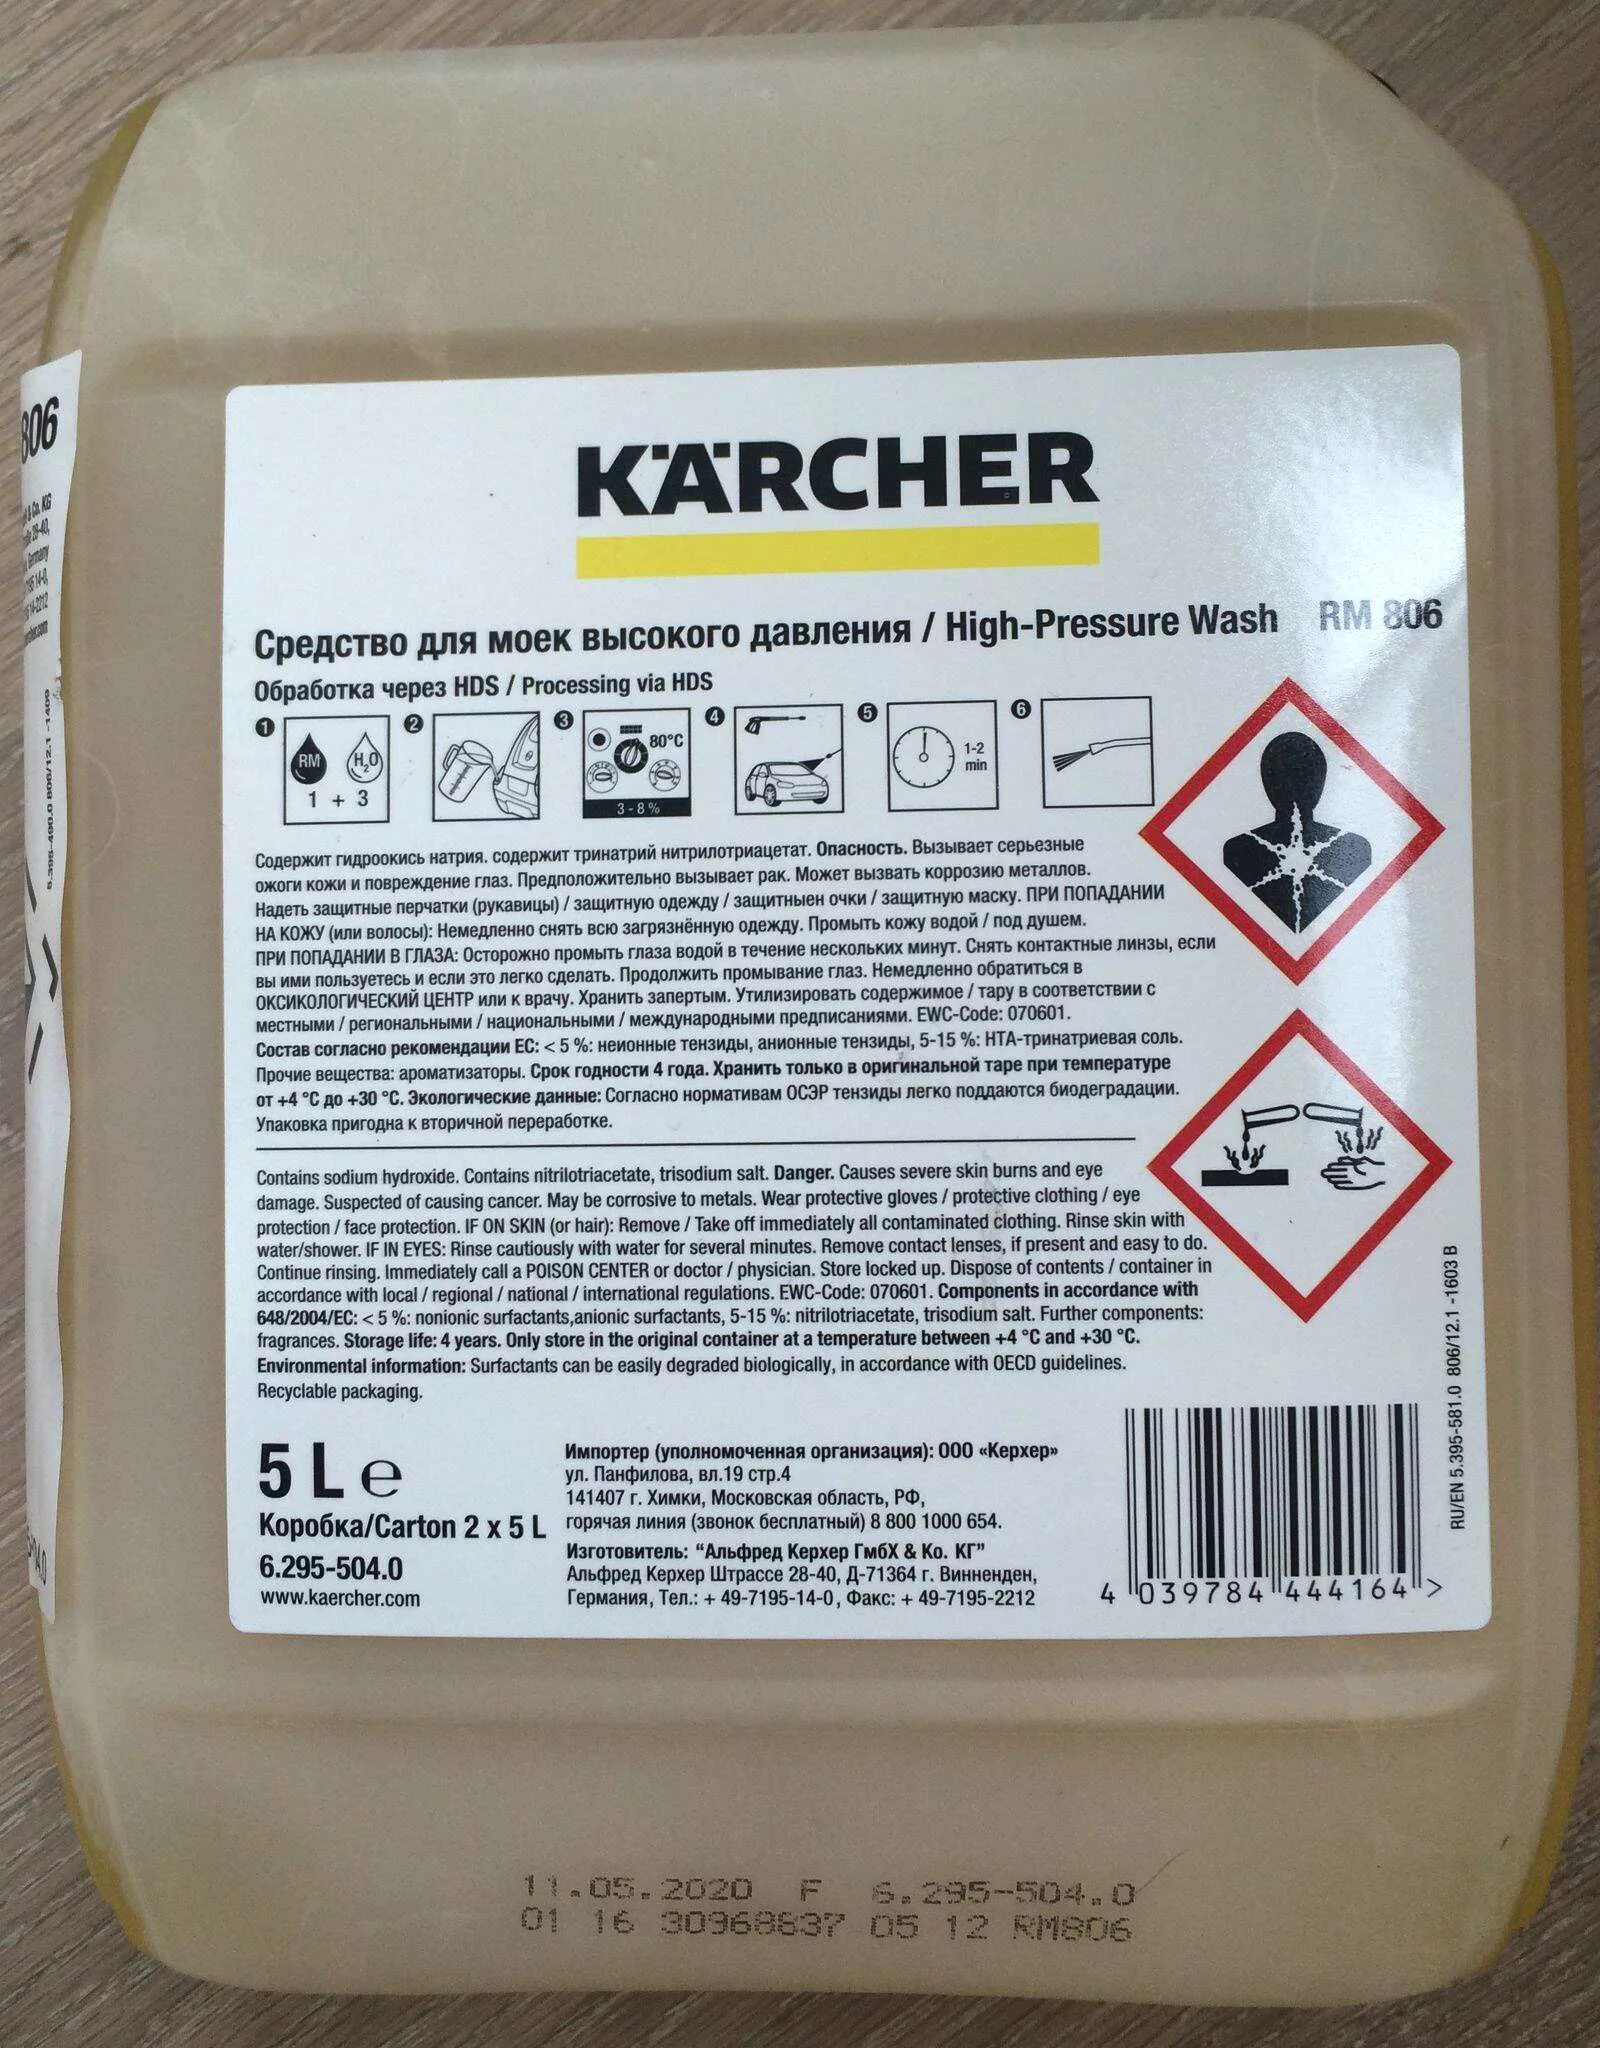 KÄRCHER
Средство для моек высокого давления / High-Pressure Wash RM 806
Обработка через HDS / Processing via HDS
1 2 3 4 5 6
RM H₂O
1 + 3
80°C
3 - 8 %
1-2
min
Содержит гидроокись натрия. содержит тринатрий нитрилотриацетат. Опасность. Вызывает серьезные
ожоги кожи и повреждение глаз. Предположительно вызывает рак. Может вызвать коррозию металлов.
Надеть защитные перчатки (рукавицы) / защитную одежду / защитныен очки / защитную маску. ПРИ ПОПАДАНИИ
НА КОЖУ (или волосы): Немедленно снять всю загрязнённую одежду. Промыть кожу водой / под душем.
ПРИ ПОПАДАНИИ В ГЛАЗА: Осторожно промыть глаза водой в течение нескольких минут. Снять контактные линзы, если
вы ими пользуетесь и если это легко сделать. Продолжить промывание глаз. Немедленно обратиться в
ОКСИКОЛОГИЧЕСКИЙ ЦЕНТР или к врачу. Хранить запертым. Утилизировать содержимое / тару в соответствии с
местными / региональными / национальными / международными предписаниями. EWC-Code: 070601.
Состав согласно рекомендации ЕС: < 5 %: неионные тензиды, анионные тензиды, 5-15 %: НТА-тринатриевая соль.
Прочие вещества: ароматизаторы. Срок годности 4 года. Хранить только в оригинальной таре при температуре
от +4 °C до +30 °C. Экологические данные: Согласно нормативам ОСЭР тензиды легко поддаются биодеградации.
Упаковка пригодна к вторичной переработке.
Contains sodium hydroxide. Contains nitrilotriacetate, trisodium salt. Danger. Causes severe skin burns and eye
damage. Suspected of causing cancer. May be corrosive to metals. Wear protective gloves / protective clothing / eye
protection / face protection. IF ON SKIN (or hair): Remove / Take off immediately all contaminated clothing. Rinse skin with
water/shower. IF IN EYES: Rinse cautiously with water for several minutes. Remove contact lenses, if present and easy to do.
Continue rinsing. Immediately call a POISON CENTER or doctor / physician. Store locked up. Dispose of contents / container in
accordance with local / regional / national / international regulations. EWC-Code: 070601. Components in accordance with
648/2004/EC: < 5 %: nonionic surfactants,anionic surfactants, 5-15 %: nitrilotriacetate, trisodium salt. Further components:
fragrances. Storage life: 4 years. Only store in the original container at a temperature between +4 °C and +30 °C.
Environmental information: Surfactants can be easily degraded biologically, in accordance with OECD guidelines.
Recyclable packaging.
5 L ℮
Коробка/Carton 2 x 5 L
6.295-504.0
www.kaercher.com
Импортер (уполномоченная организация): ООО «Керхер»
ул. Панфилова, вл.19 стр.4
141407 г. Химки, Московская область, РФ,
горячая линия (звонок бесплатный) 8 800 1000 654.
Изготовитель: “Альфред Керхер ГмбХ & Ко. КГ”
Альфред Керхер Штрассе 28-40, Д-71364 г. Винненден,
Германия, Тел.: + 49-7195-14-0, Факс: + 49-7195-2212
4 039784 444164 >
RU/EN 5.395-581.0 806/12.1 -1603 B
11.05.2020 F 6.295-504.0
01 16 30968637 05 12 RM806
806
& Co. KG
Germany
5.395-490.0 806/12.1 -1409